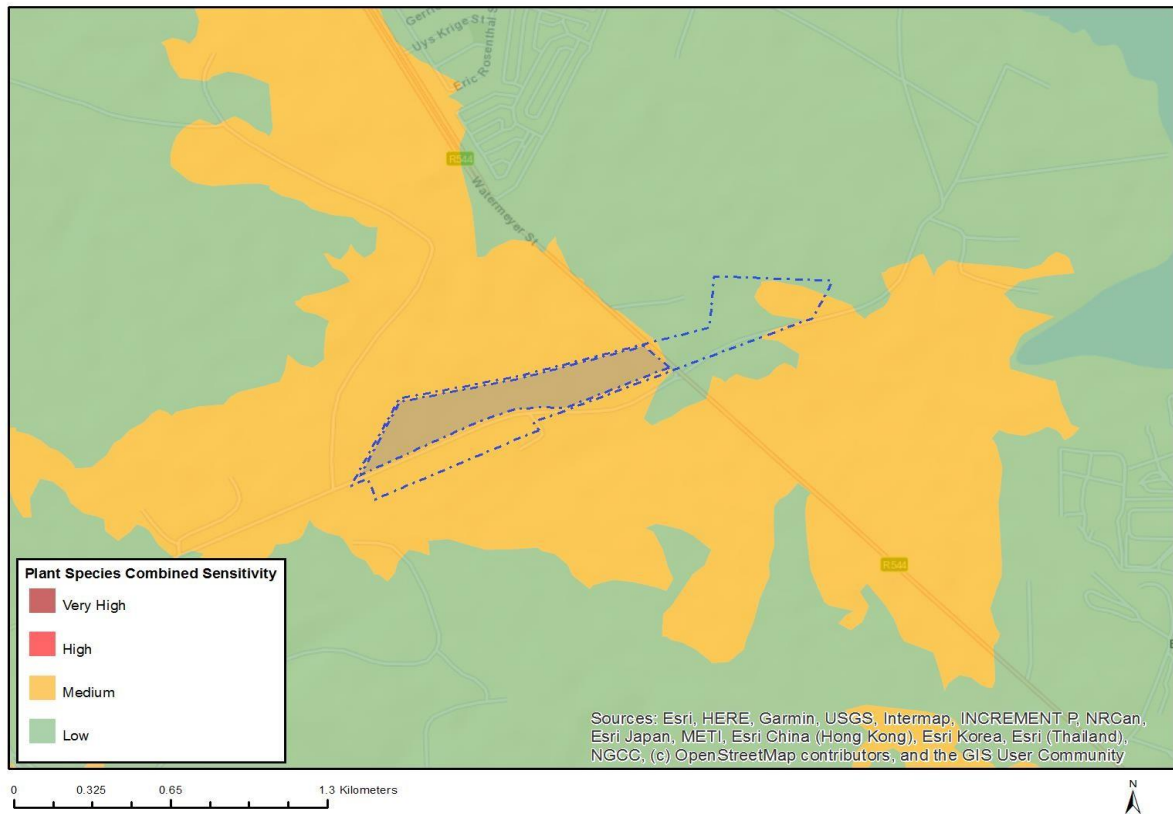 Gerri
Uys Krige St
Eric Rosenthal S
R544
Watermeyer St
R544
E
Plant Species Combined Sensitivity
Very High
High
Medium
Low
Sources: Esri, HERE, Garmin, USGS, Intermap, INCREMENT P, NRCan,
Esri Japan, METI, Esri China (Hong Kong), Esri Korea, Esri (Thailand),
NGCC, (c) OpenStreetMap contributors, and the GIS User Community
0 0.325 0.65 1.3 Kilometers
N